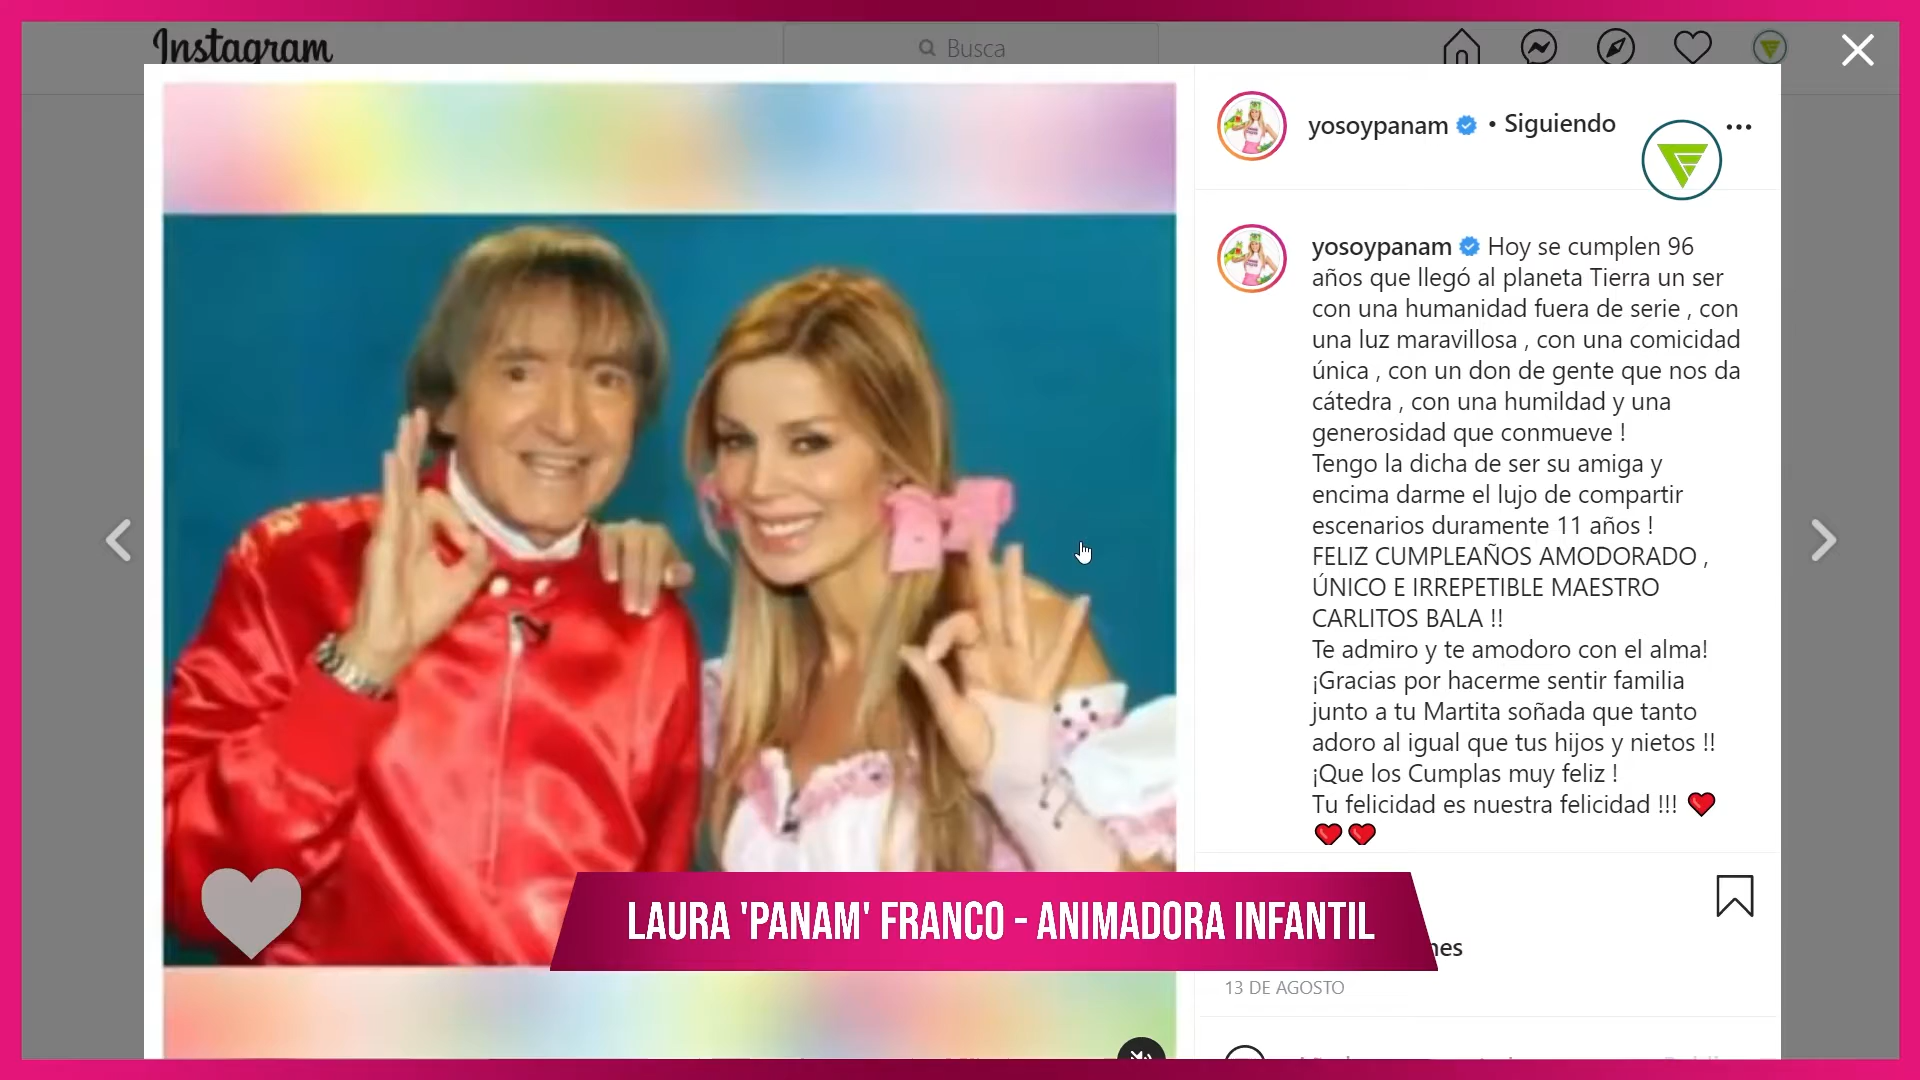 Instagram
Busca
yosoypanam • Siguiendo
yosoypanam Hoy se cumplen 96
años que llegó al planeta Tierra un ser
con una humanidad fuera de serie , con
una luz maravillosa , con una comicidad
única , con un don de gente que nos da
cátedra , con una humildad y una
generosidad que conmueve !
Tengo la dicha de ser su amiga y
encima darme el lujo de compartir
escenarios duramente 11 años !
FELIZ CUMPLEAÑOS AMODORADO ,
ÚNICO E IRREPETIBLE MAESTRO
CARLITOS BALA !!
Te admiro y te amodoro con el alma!
¡Gracias por hacerme sentir familia
junto a tu Martita soñada que tanto
adoro al igual que tus hijos y nietos !!
¡Que los Cumplas muy feliz !
Tu felicidad es nuestra felicidad !!! ❤
❤❤
LAURA 'PANAM' FRANCO - ANIMADORA INFANTIL
13 DE AGOSTO